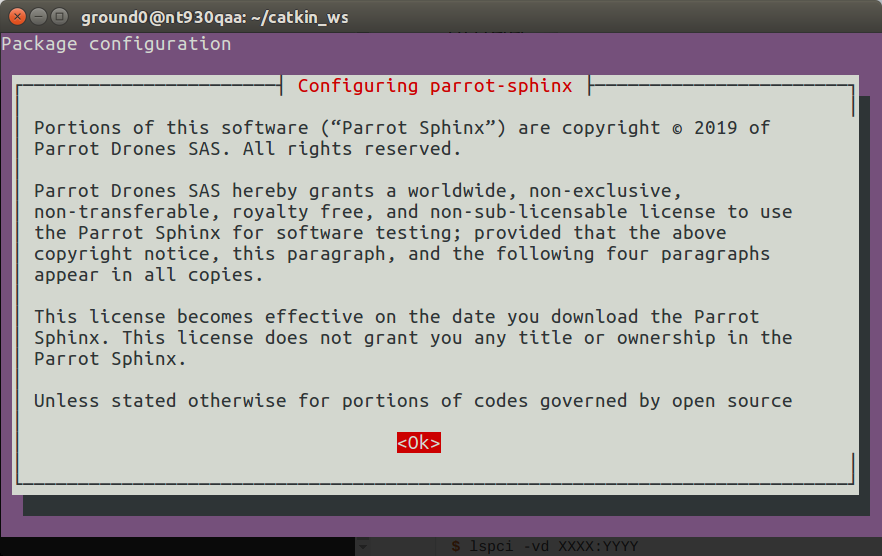 ground0@nt930qaa: ~/catkin_ws
Package configuration
Configuring parrot-sphinx
Portions of this software (“Parrot Sphinx”) are copyright © 2019 of
Parrot Drones SAS. All rights reserved.
Parrot Drones SAS hereby grants a worldwide, non-exclusive,
non-transferable, royalty free, and non-sub-licensable license to use
the Parrot Sphinx for software testing; provided that the above
copyright notice, this paragraph, and the following four paragraphs
appear in all copies.
This license becomes effective on the date you download the Parrot
Sphinx. This license does not grant you any title or ownership in the
Parrot Sphinx.
Unless stated otherwise for portions of codes governed by open source
<Ok>
$ lspci -vd XXXX:YYYY